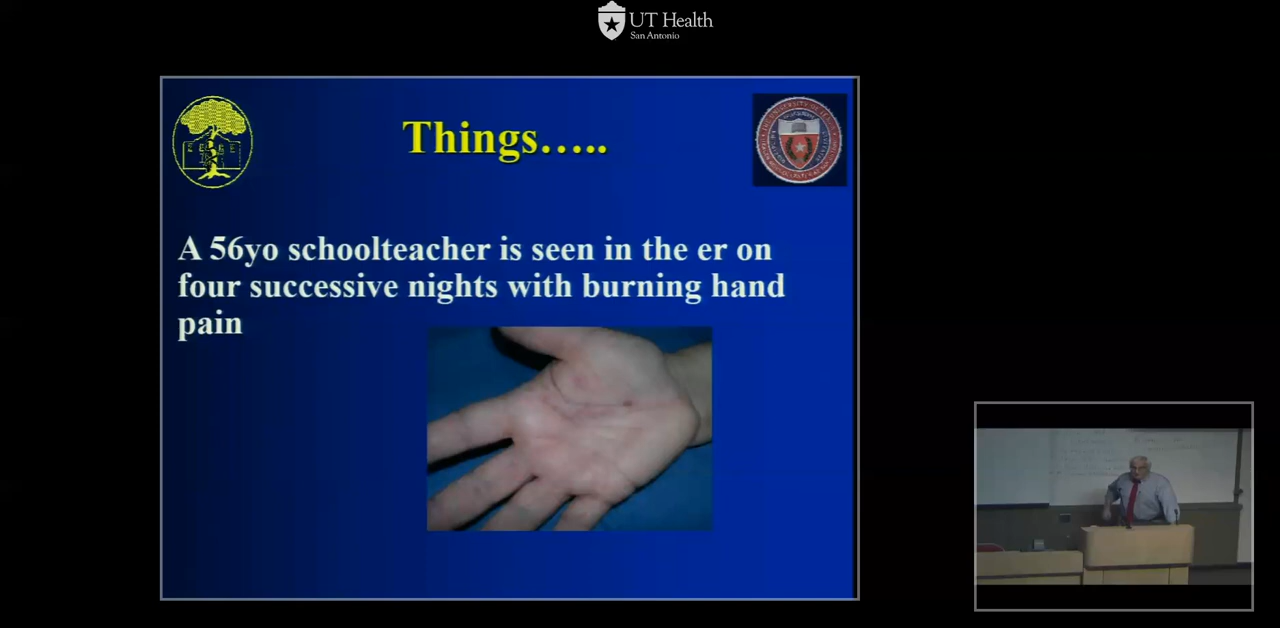 UT Health
San Antonio
Things…..
A 56yo schoolteacher is seen in the er on
four successive nights with burning hand
pain